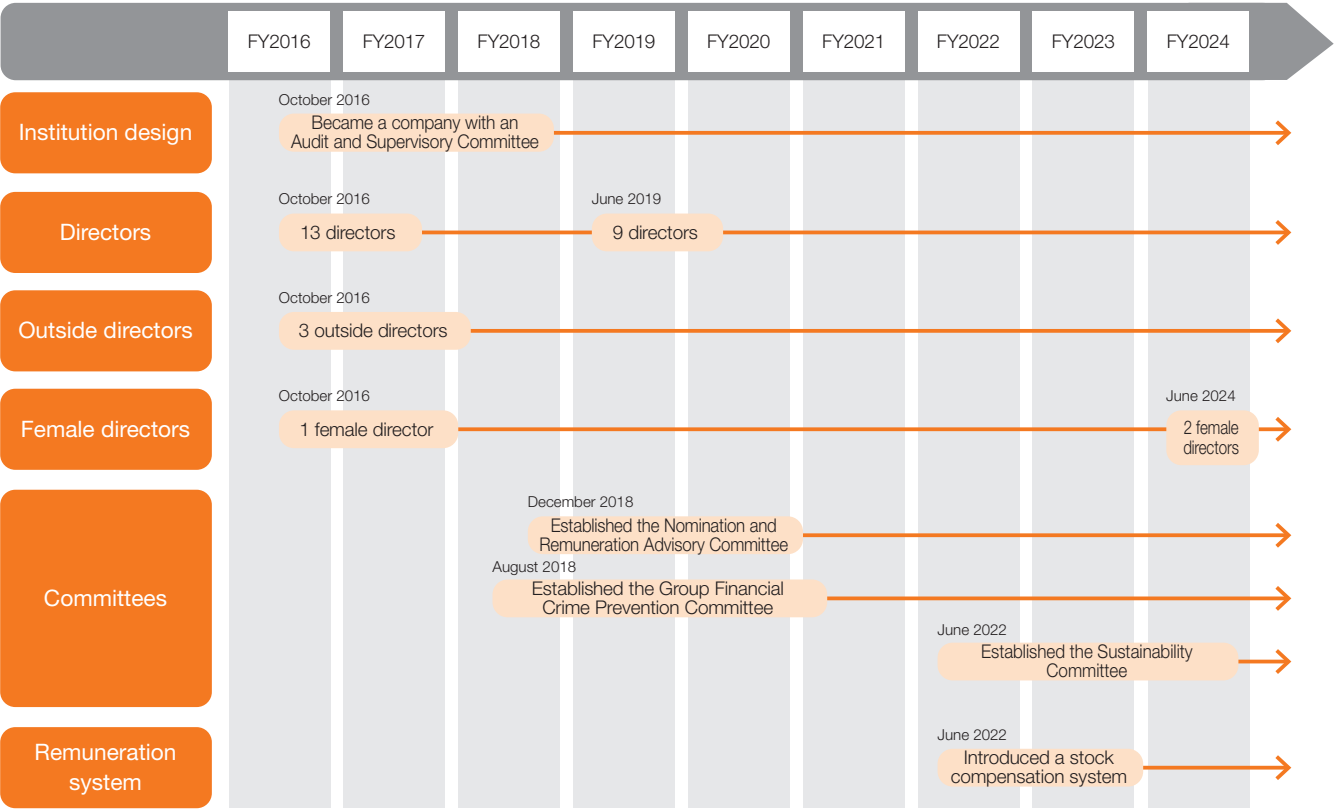 FY2016 FY2017 FY2018 FY2019 FY2020 FY2021 FY2022 FY2023 FY2024
Institution design
October 2016
Became a company with an
Audit and Supervisory Committee
Directors
October 2016
13 directors
June 2019
9 directors
Outside directors
October 2016
3 outside directors
Female directors
October 2016
1 female director
June 2024
2 female
directors
Committees
December 2018
Established the Nomination and
Remuneration Advisory Committee
August 2018
Established the Group Financial
Crime Prevention Committee
June 2022
Established the Sustainability
Committee
Remuneration
system
June 2022
Introduced a stock
compensation system